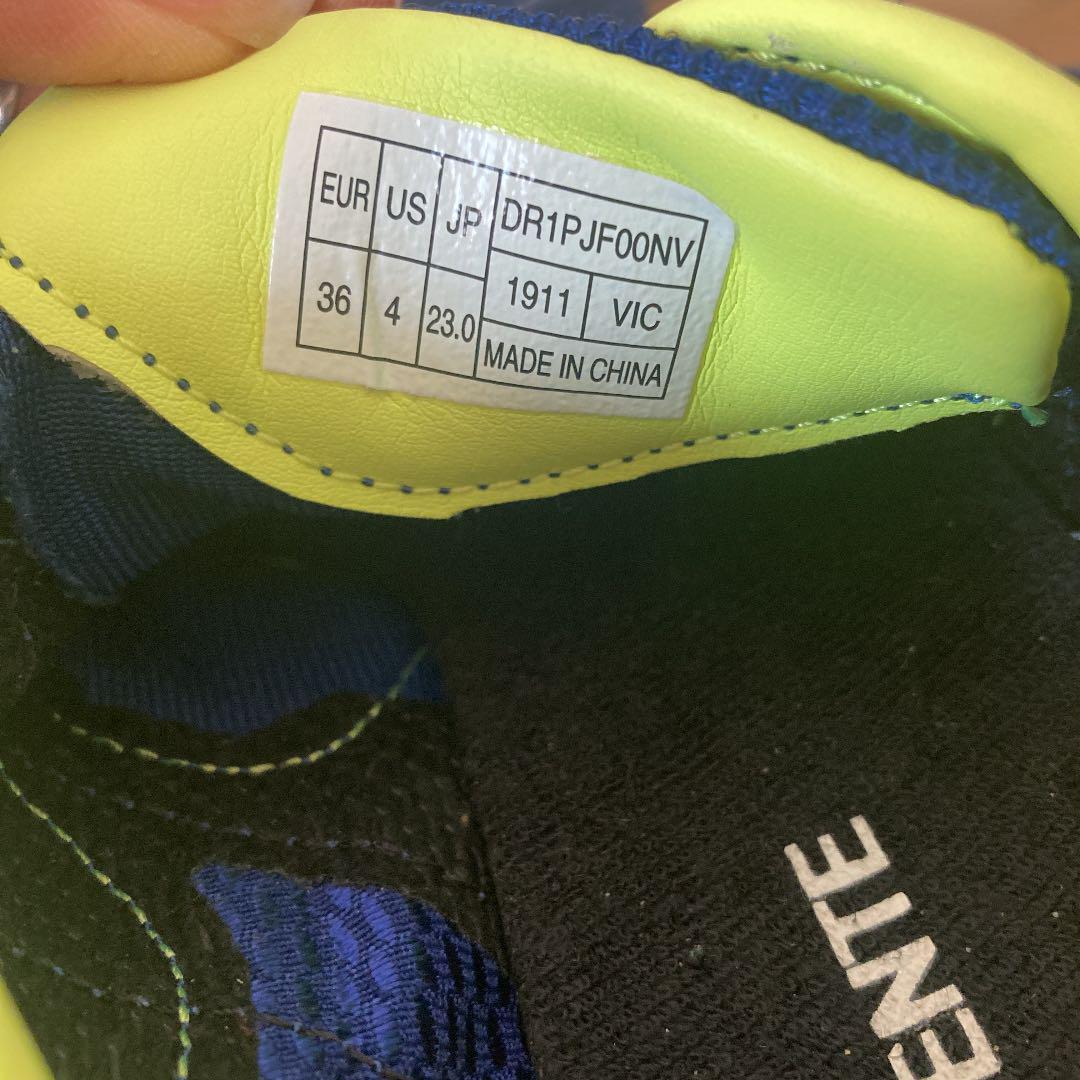 EUR US JP DR1PJF00NV
36 4 23.0 1911 VIC
MADE IN CHINA
ENTE